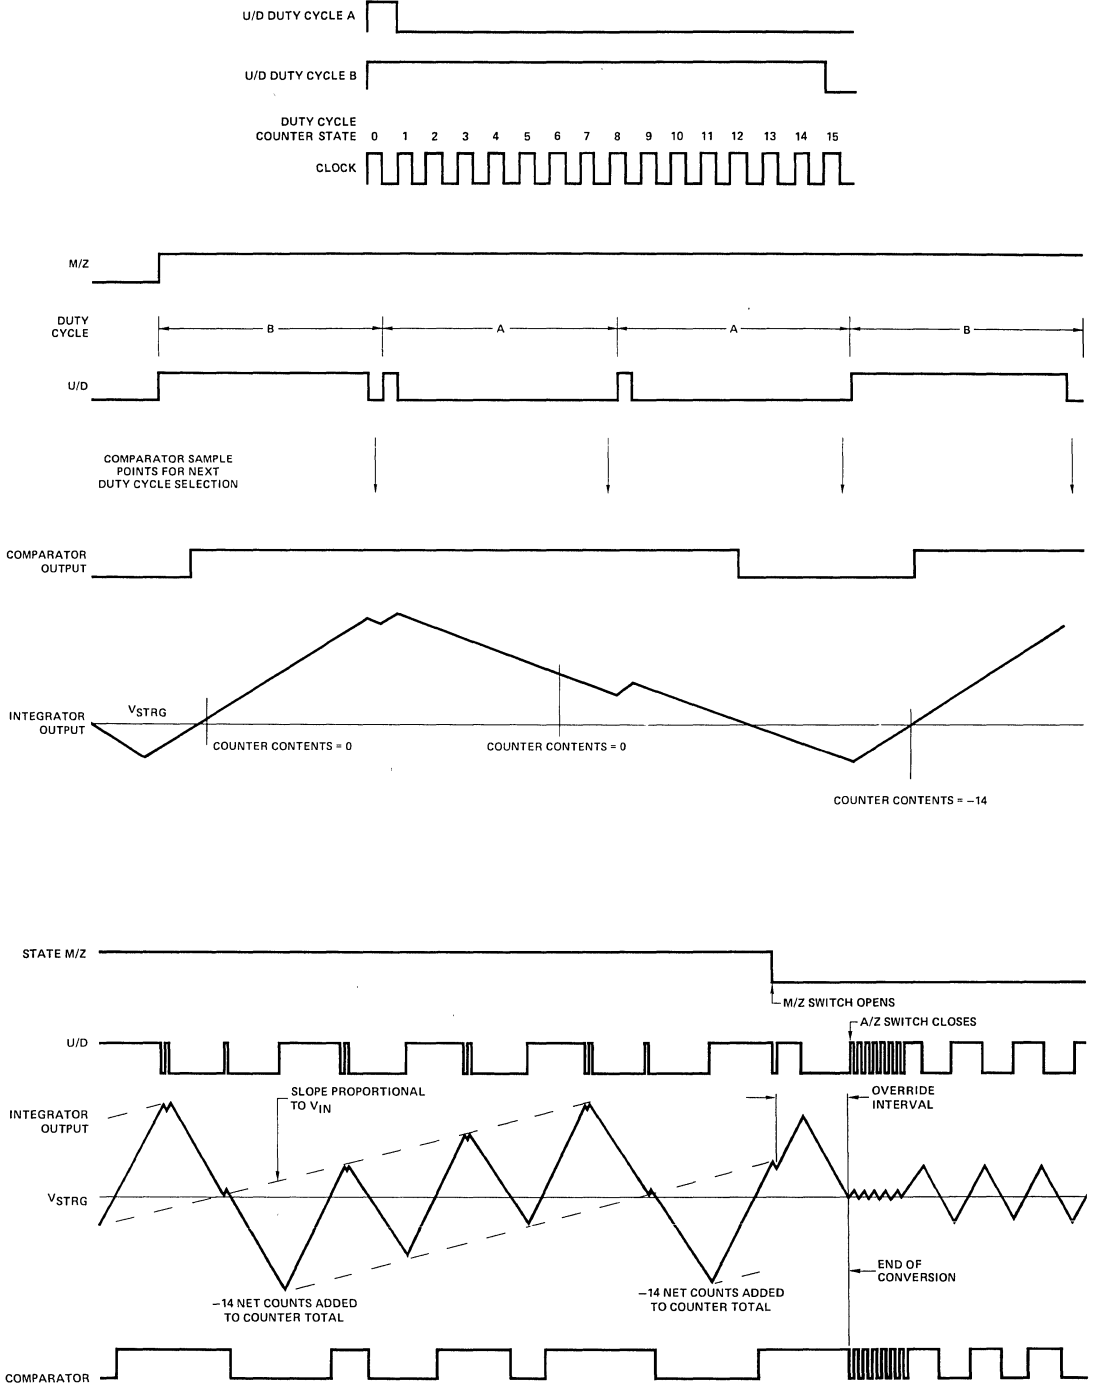 U/D DUTY CYCLE A
U/D DUTY CYCLE B
DUTY CYCLE
COUNTER STATE 0 1 2 3 4 5 6 7 8 9 10 11 12 13 14 15
CLOCK
M/Z
DUTY
CYCLE
B A A B
U/D
COMPARATOR SAMPLE
POINTS FOR NEXT
DUTY CYCLE SELECTION
COMPARATOR
OUTPUT
VSTRG
INTEGRATOR
OUTPUT
COUNTER CONTENTS = 0
COUNTER CONTENTS = 0
COUNTER CONTENTS = –14
STATE M/Z
M/Z SWITCH OPENS
A/Z SWITCH CLOSES
U/D
SLOPE PROPORTIONAL
TO VIN
OVERRIDE
INTERVAL
INTEGRATOR
OUTPUT
VSTRG
END OF
CONVERSION
–14 NET COUNTS ADDED
TO COUNTER TOTAL
–14 NET COUNTS ADDED
TO COUNTER TOTAL
COMPARATOR